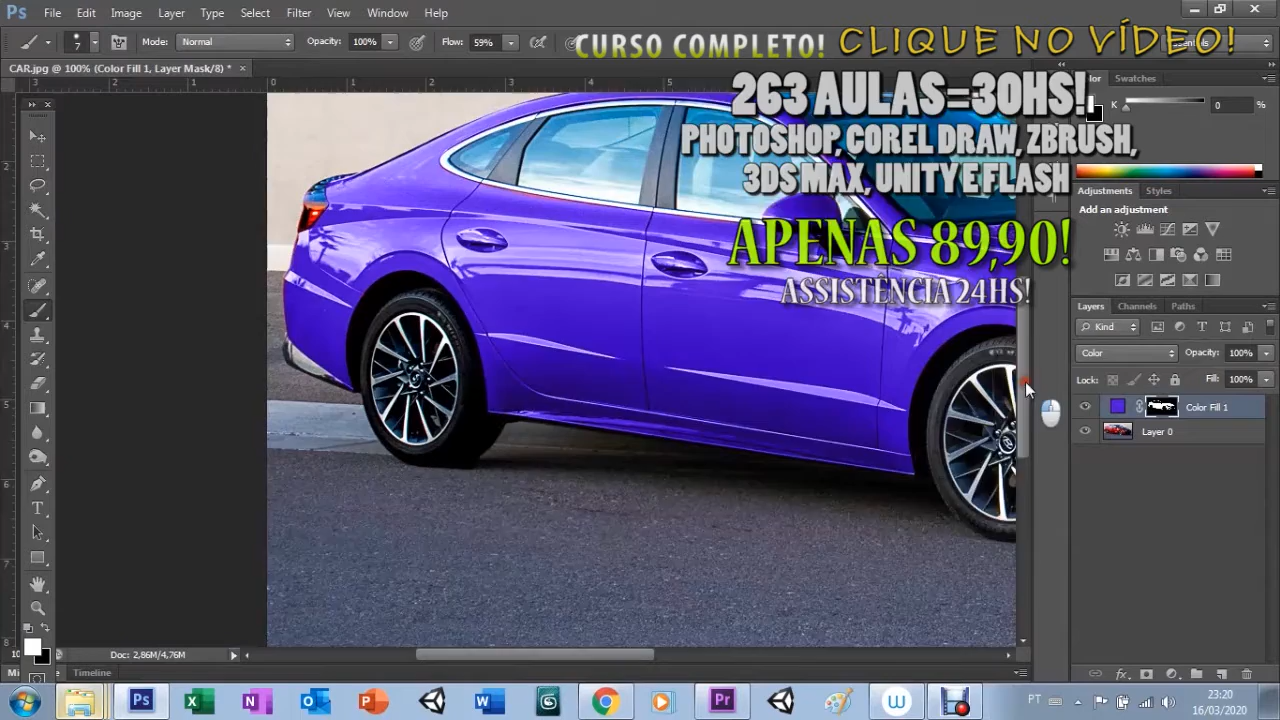 Ps File Edit Image Layer Type Select Filter View Window Help
7 Mode: Normal Opacity: 100% Flow: 59%
CURSO COMPLETO! CLIQUE NO VÍDEO!
CAR.jpg @ 100% (Color Fill 1, Layer Mask/8) *
263 AULAS=30HS!
PHOTOSHOP, COREL DRAW, ZBRUSH,
3DS MAX, UNITY E FLASH
APENAS 89,90!
ASSISTÊNCIA 24HS!
Swatches
K 0 %
Adjustments Styles
Add an adjustment
Layers Channels Paths
Kind
Color Opacity: 100%
Lock: Fill: 100%
Color Fill 1
Layer 0
Doc: 2,86M/4,76M
Timeline
PT 23:20
16/03/2020